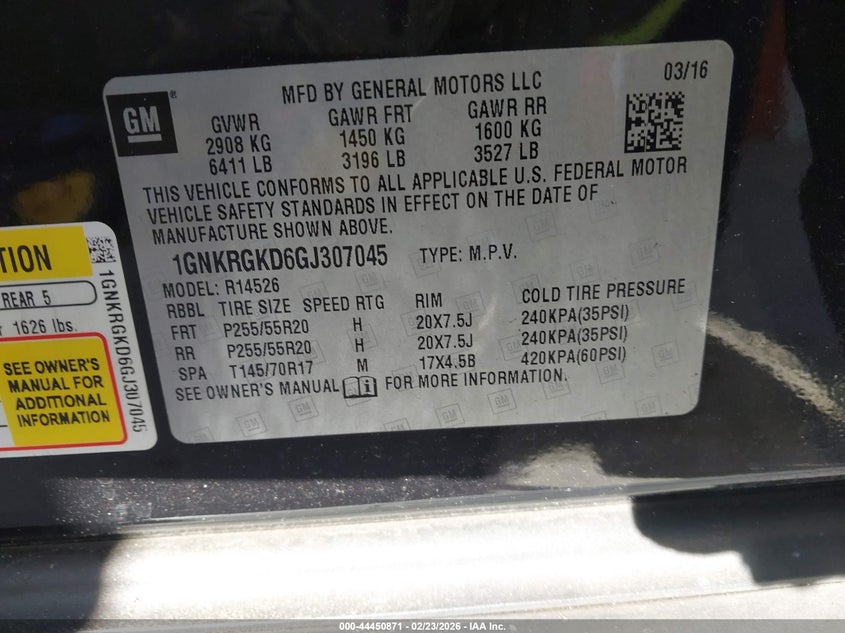 03/16
GM
®
MFD BY GENERAL MOTORS LLC
GVWR GAWR FRT GAWR RR
2908 KG 1450 KG 1600 KG
6411 LB 3196 LB 3527 LB
THIS VEHICLE CONFORMS TO ALL APPLICABLE U.S. FEDERAL MOTOR
VEHICLE SAFETY STANDARDS IN EFFECT ON THE DATE OF
MANUFACTURE SHOWN ABOVE.
1GNKRGKD6GJ307045 TYPE: M.P.V.
MODEL: R14526
RBBL TIRE SIZE SPEED RTG RIM COLD TIRE PRESSURE
FRT P255/55R20 H 20X7.5J 240KPA(35PSI)
RR P255/55R20 H 20X7.5J 240KPA(35PSI)
SPA T145/70R17 M 17X4.5B 420KPA(60PSI)
SEE OWNER'S MANUAL FOR MORE INFORMATION.
TION
REAR 5
r 1626 lbs.
SEE OWNER'S
MANUAL FOR
ADDITIONAL
INFORMATION
1GNKRGKD6GJ307045
000-44450871 - 02/23/2026 - IAA Inc.